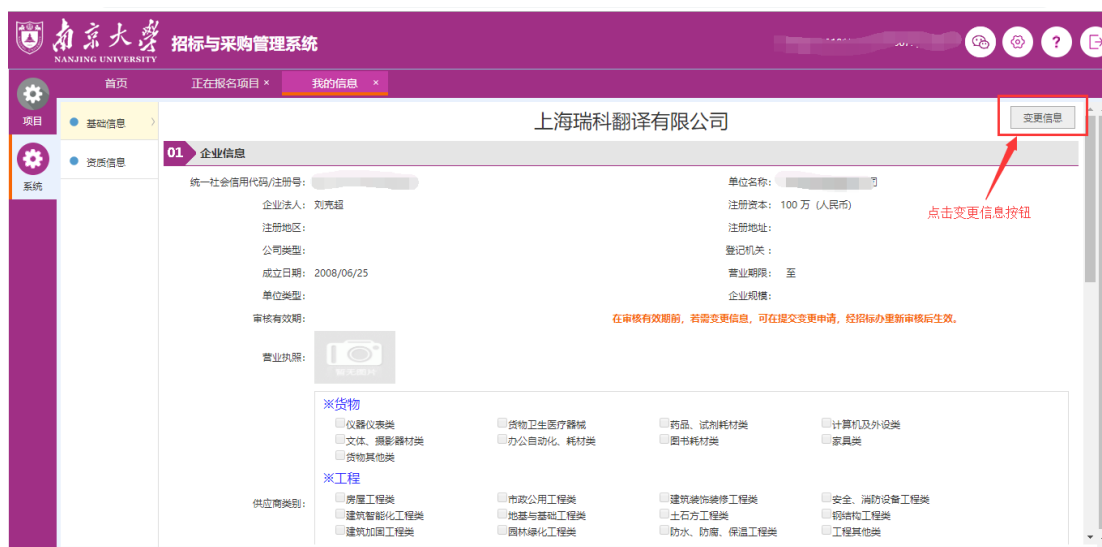 南京大学 招标与采购管理系统
NANJING UNIVERSITY
首页 正在报名项目 × 我的信息 ×
项目
系统
基础信息
资质信息
上海瑞科翻译有限公司
变更信息
点击变更信息按钮
01 企业信息
统一社会信用代码/注册号: 单位名称:
企业法人: 刘克超 注册资本: 100 万 (人民币)
注册地区: 注册地址:
公司类型: 登记机关:
成立日期: 2008/06/25 营业期限: 至
单位类型: 企业规模:
审核有效期: 在审核有效期前，若需变更信息，可在提交变更申请，经招标办重新审核后生效。
营业执照:
暂无图片
供应商类别:
※货物
仪器仪表类 货物卫生医疗器械 药品、试剂耗材类 计算机及外设类
文体、摄影器材类 办公自动化、耗材类 图书耗材类 家具类
货物其他类
※工程
房屋工程类 市政公用工程类 建筑装饰装修工程类 安全、消防设备工程类
建筑智能化工程类 地基与基础工程类 土石方工程类 钢结构工程类
建筑加固工程类 园林绿化工程类 防水、防腐、保温工程类 工程其他类